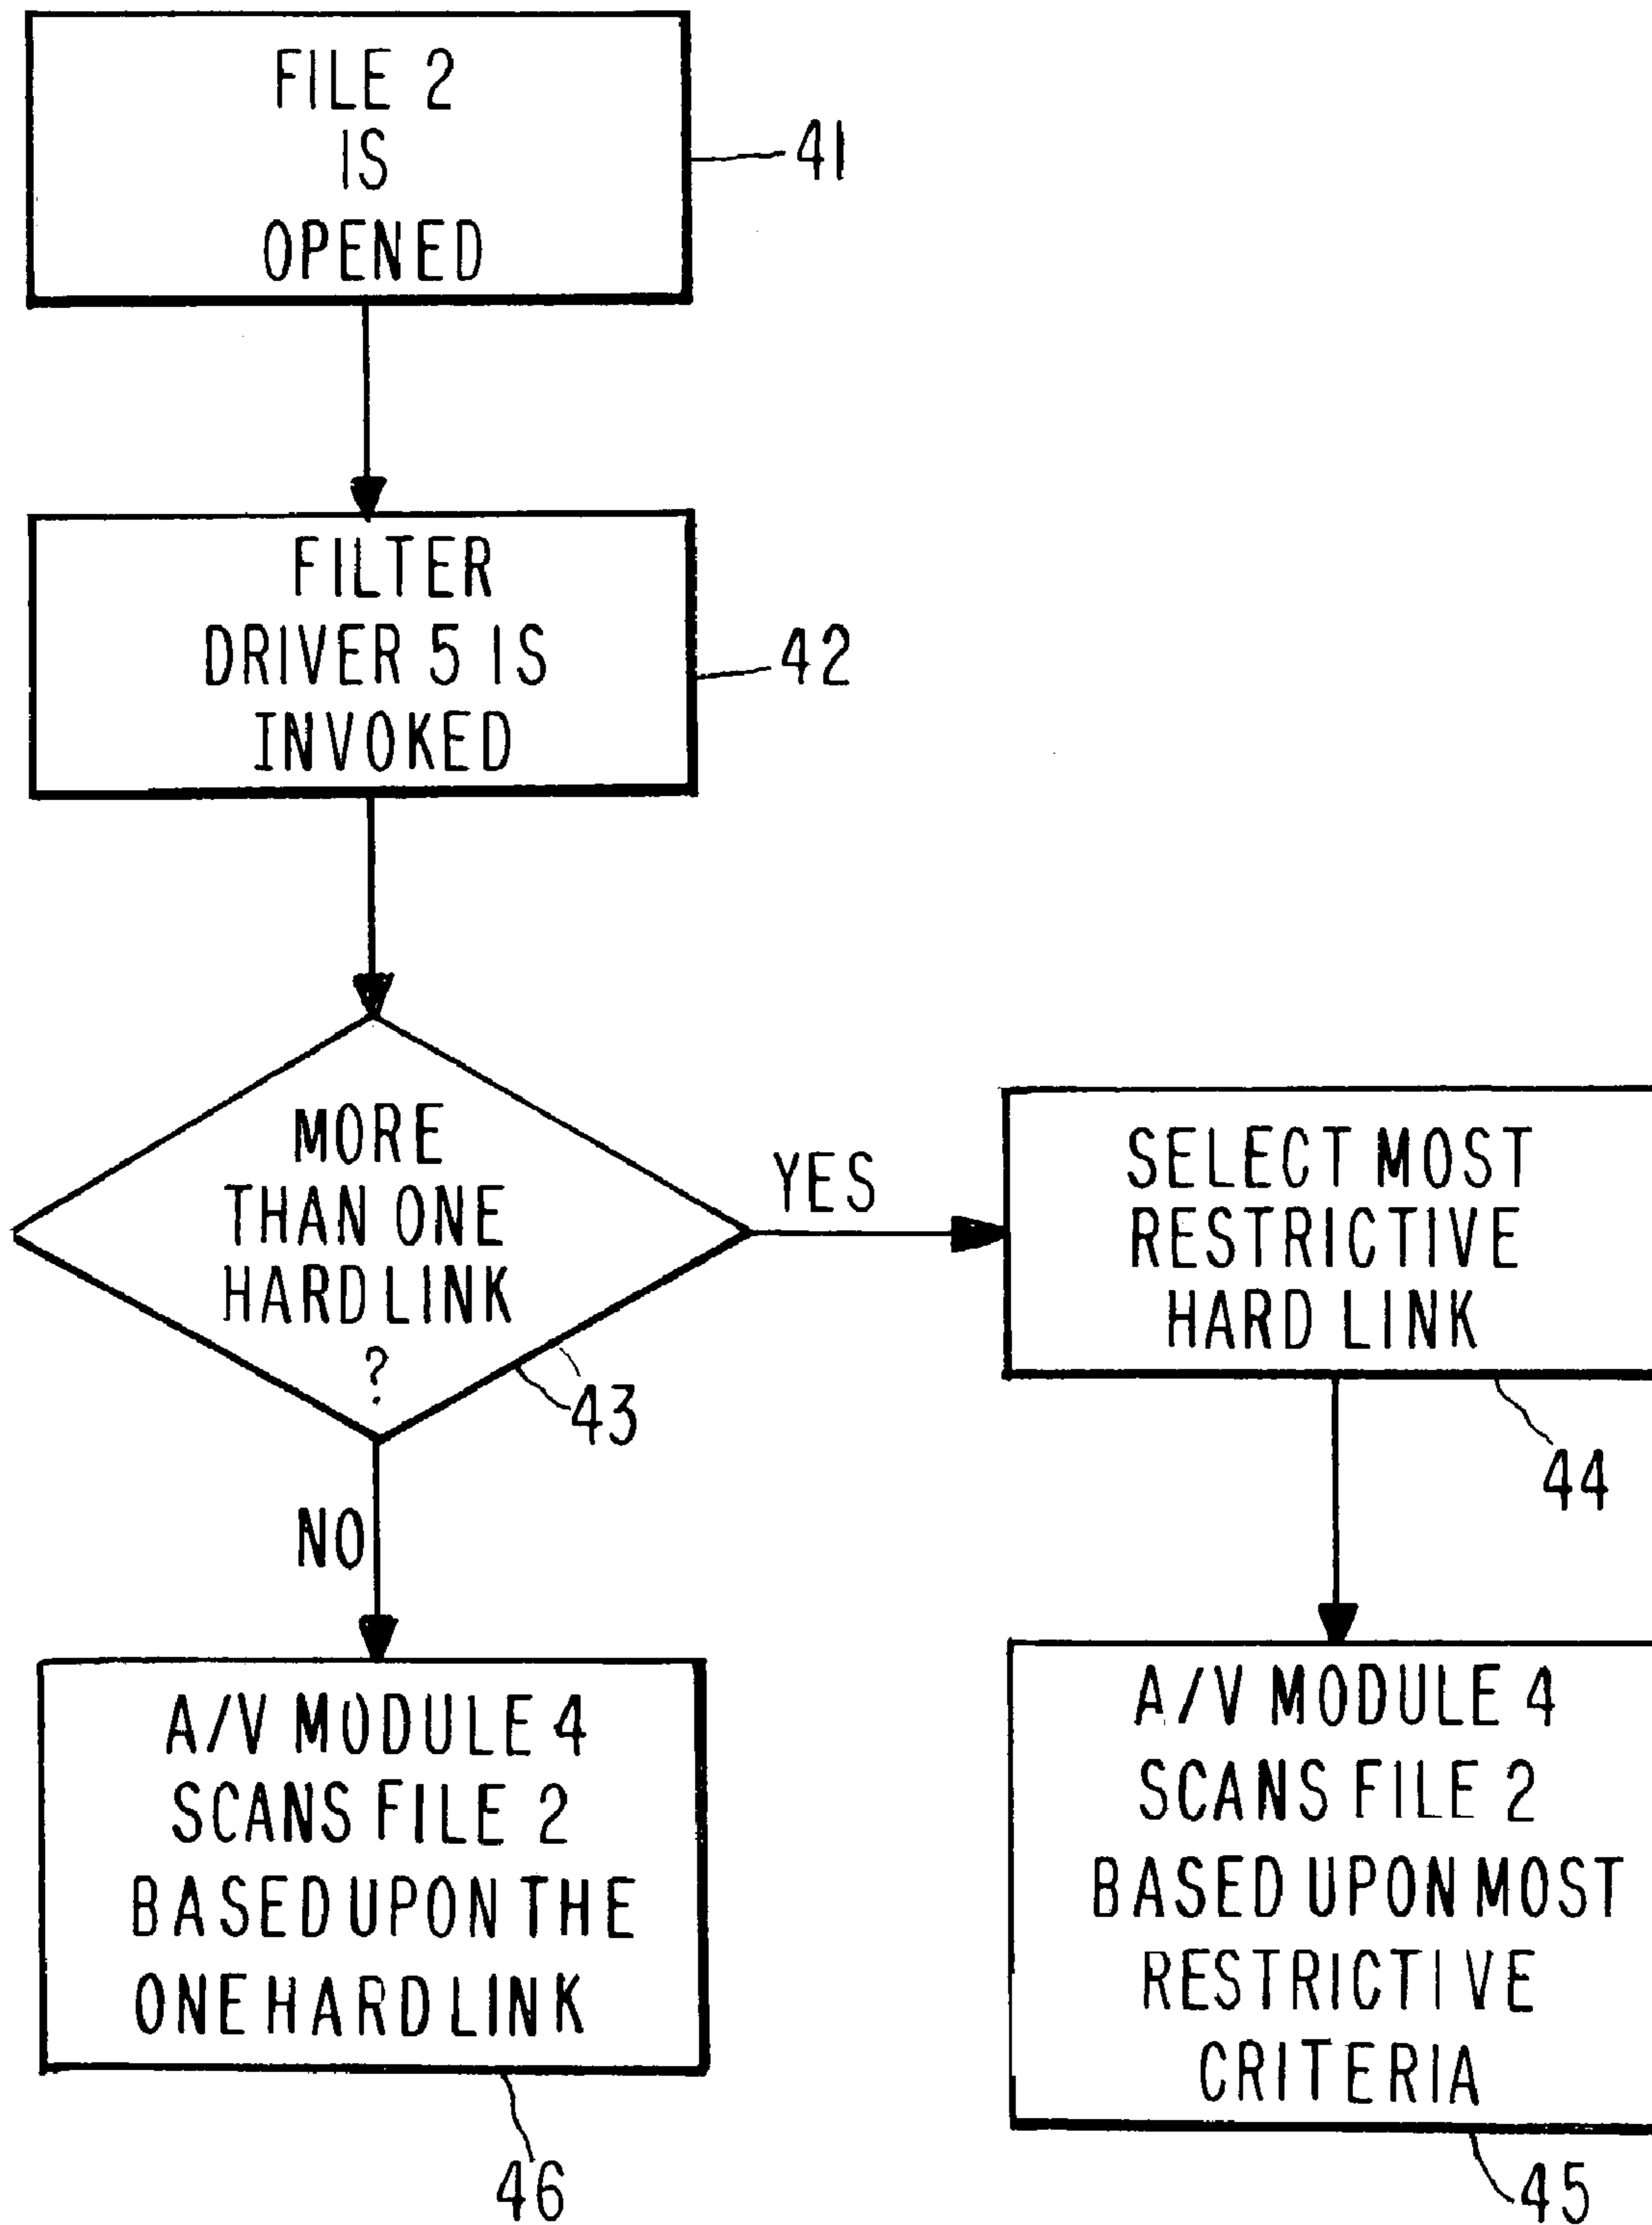 FILE 2
IS
OPENED
41
FILTER
DRIVER 5 IS
INVOKED
42
MORE
THAN ONE
HARD LINK
?
43
YES
SELECT MOST
RESTRICTIVE
HARD LINK
44
NO
A/V MODULE 4
SCANS FILE 2
BASED UPON THE
ONE HARD LINK
46
A/V MODULE 4
SCANS FILE 2
BASED UPON MOST
RESTRICTIVE
CRITERIA
45